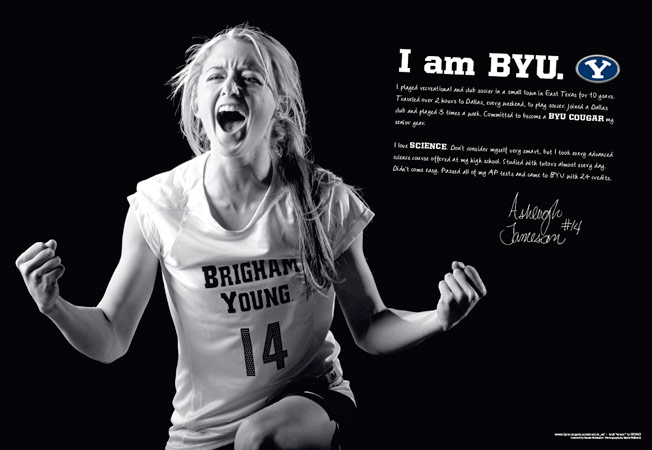 I am BYU. Y
I played recreational and club soccer in a small town in East Texas for 10 years.
Traveled over 2 hours to Dallas, every weekend, to play soccer. Joined a Dallas
club and played 3 times a week. Committed to become a BYU COUGAR my
senior year.
I love SCIENCE. Don't consider myself very smart, but I took every advanced
science course offered at my high school. Studied with tutors almost every day.
Didn't come easy. Passed all of my AP tests and came to BYU with 24 credits.
Ashleigh
Jameson #14
BRIGHAM
YOUNG
14